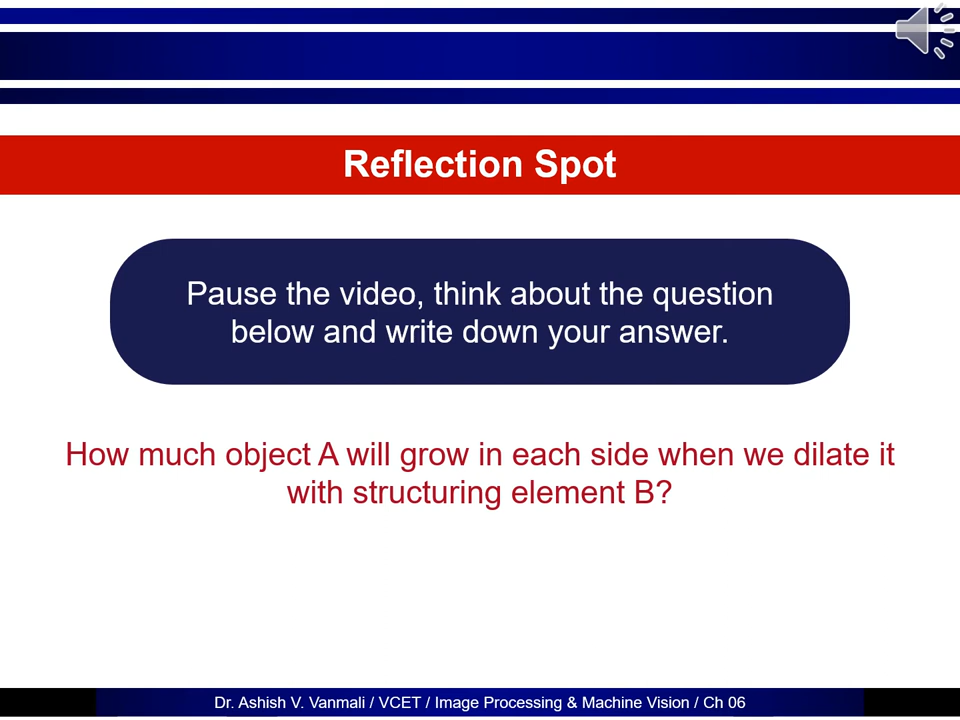 Reflection Spot
Pause the video, think about the question
below and write down your answer.
How much object A will grow in each side when we dilate it
with structuring element B?
Dr. Ashish V. Vanmali / VCET / Image Processing & Machine Vision / Ch 06